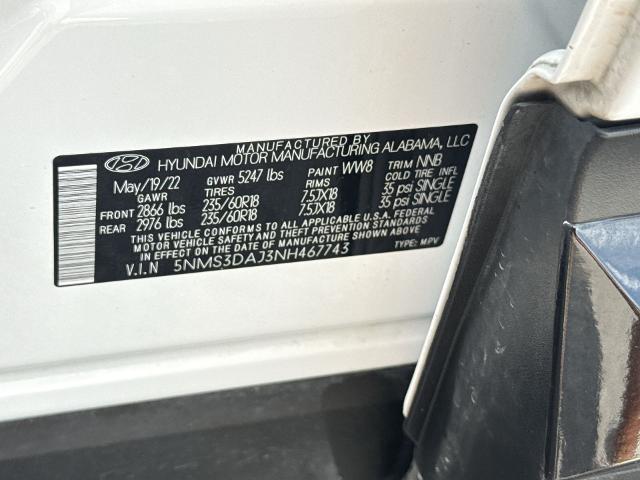 MANUFACTURED BY
HYUNDAI MOTOR MANUFACTURING ALABAMA, LLC
May/19/22 GVWR 5247 lbs PAINT WW8 TRIM NNB
GAWR TIRES RIMS COLD TIRE INFL
FRONT 2866 lbs 235/60R18 7.5JX18 35 psi SINGLE
REAR 2976 lbs 235/60R18 7.5JX18 35 psi SINGLE
THIS VEHICLE CONFORMS TO ALL APPLICABLE U.S.A. FEDERAL
MOTOR VEHICLE SAFETY AND THEFT PREVENTION STANDARDS
IN EFFECT ON THE DATE OF MANUFACTURE SHOWN ABOVE.
V.I.N 5NMS3DAJ3NH467743 TYPE: MPV